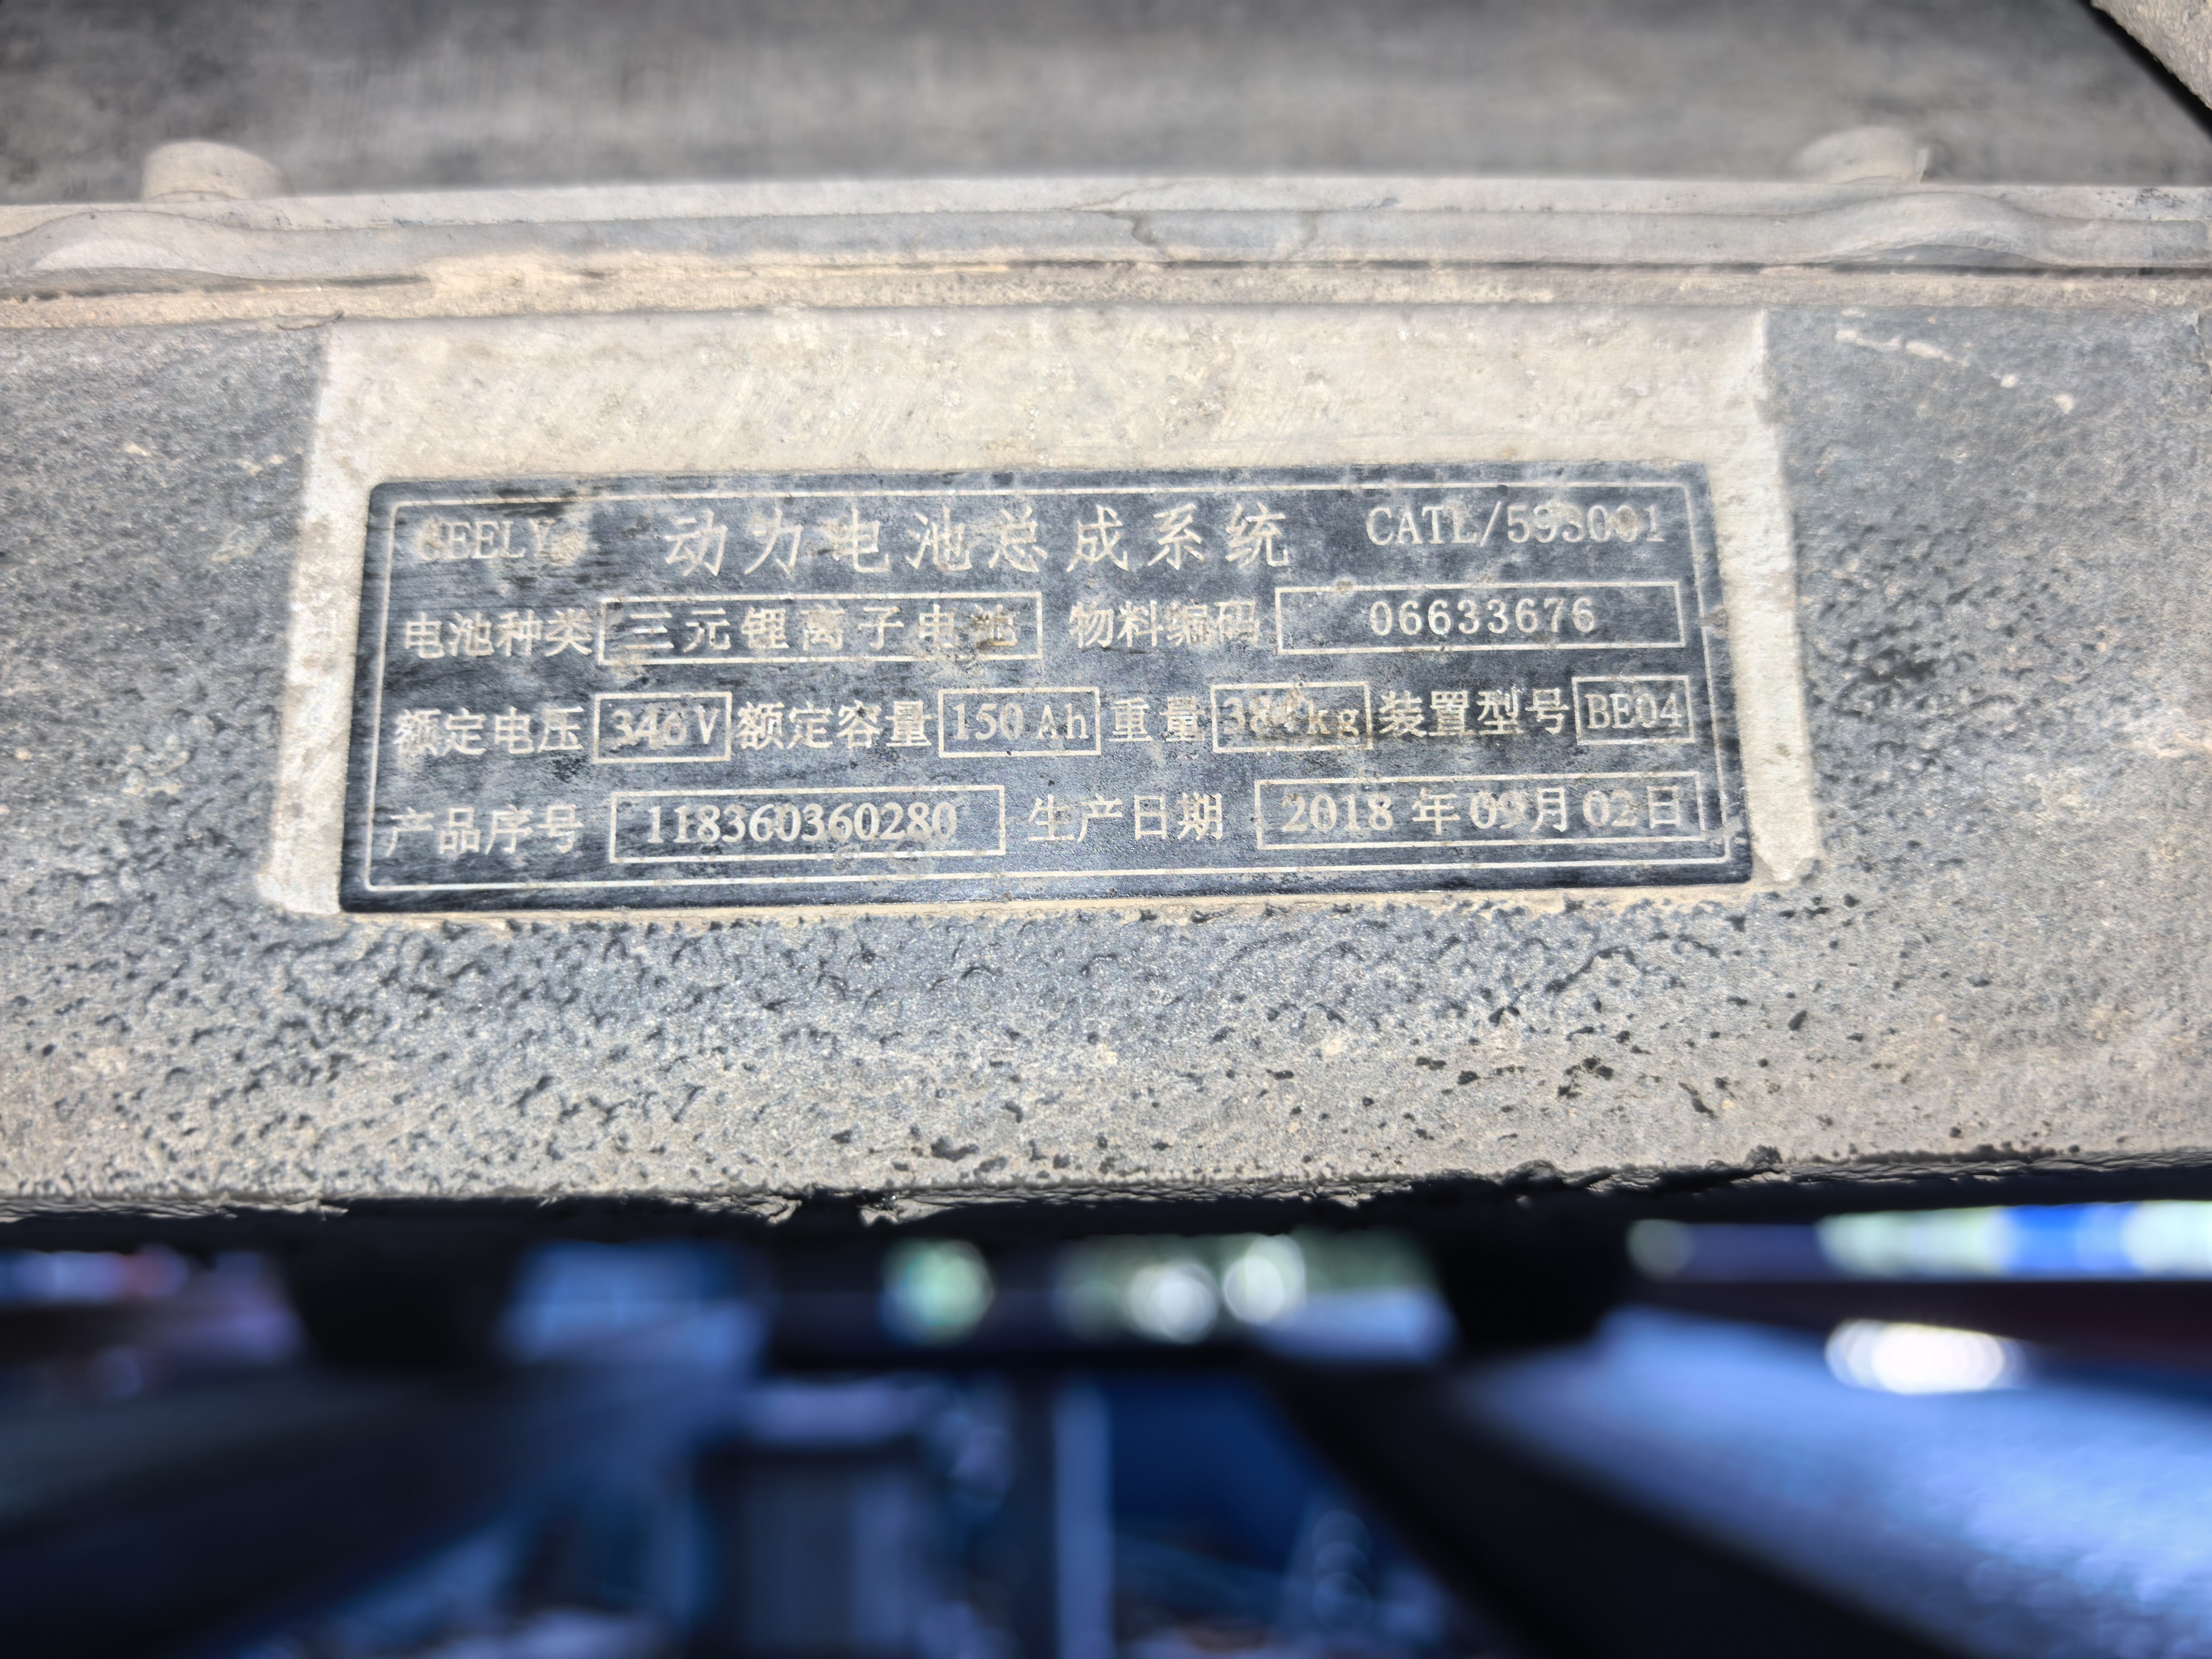 GEELY 动力电池总成系统 CATL/593001
电池种类 三元锂离子电池 物料编码 06633676
额定电压 346V 额定容量 150Ah 重量 装置型号 BE04
产品序号 118360360280 生产日期 2018年09月02日